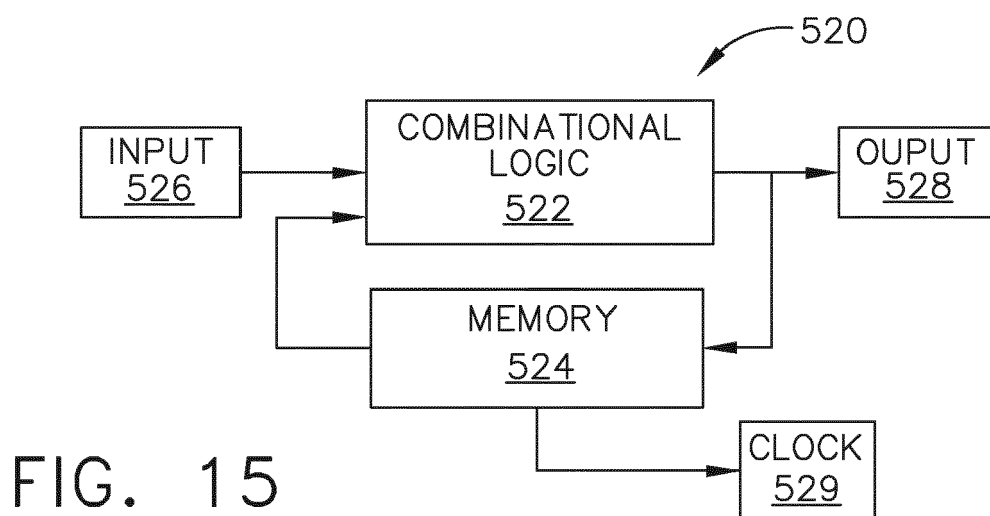 520
COMBINATIONAL
LOGIC
522
INPUT
526
OUPUT
528
MEMORY
524
CLOCK
529
FIG. 15